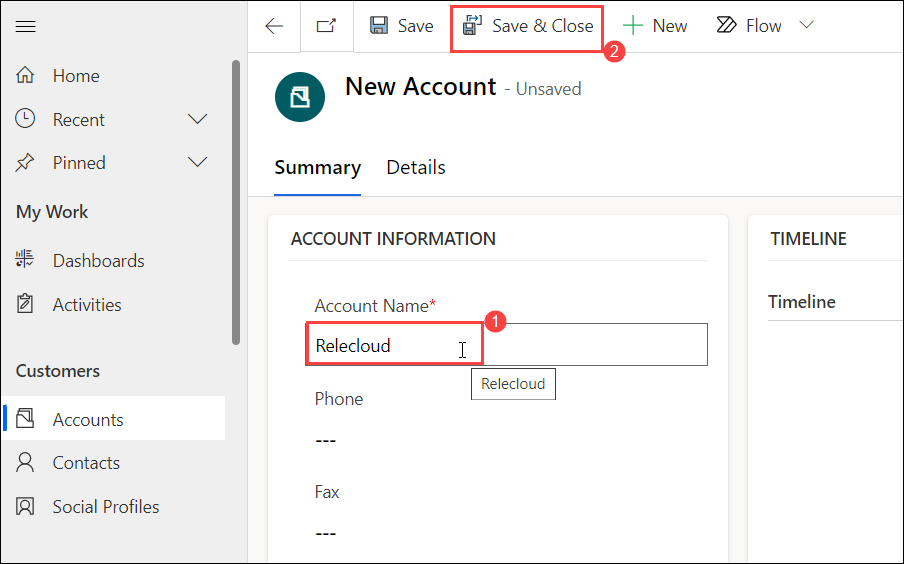 Save
Save & Close
New
Flow
2
Home
Recent
Pinned
My Work
Dashboards
Activities
Customers
Accounts
Contacts
Social Profiles
New Account - Unsaved
Summary
Details
ACCOUNT INFORMATION
Account Name*
1
Relecloud
Relecloud
Phone
---
Fax
---
TIMELINE
Timeline